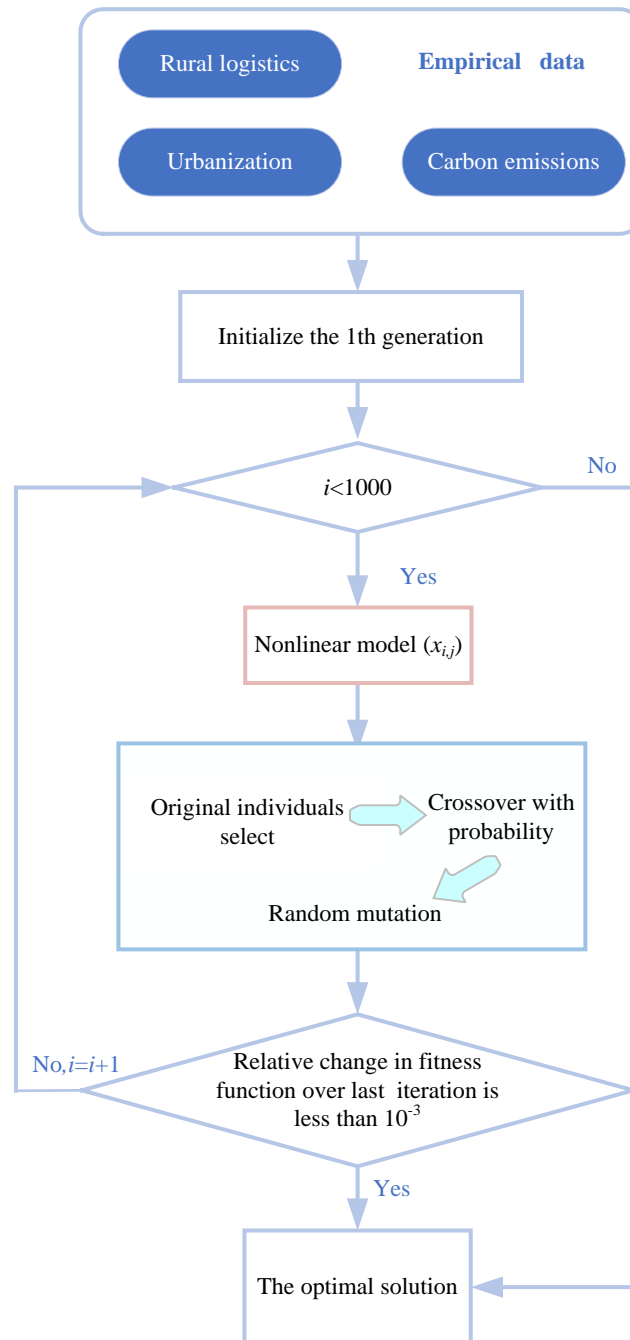 Rural logistics
Empirical data
Urbanization
Carbon emissions
Initialize the 1th generation
i<1000
No
Yes
Nonlinear model (x_{i,j})
Original individuals
select
Crossover with
probability
Random mutation
No,i=i+1
Relative change in fitness
function over last iteration is
less than 10^{-3}
Yes
The optimal solution